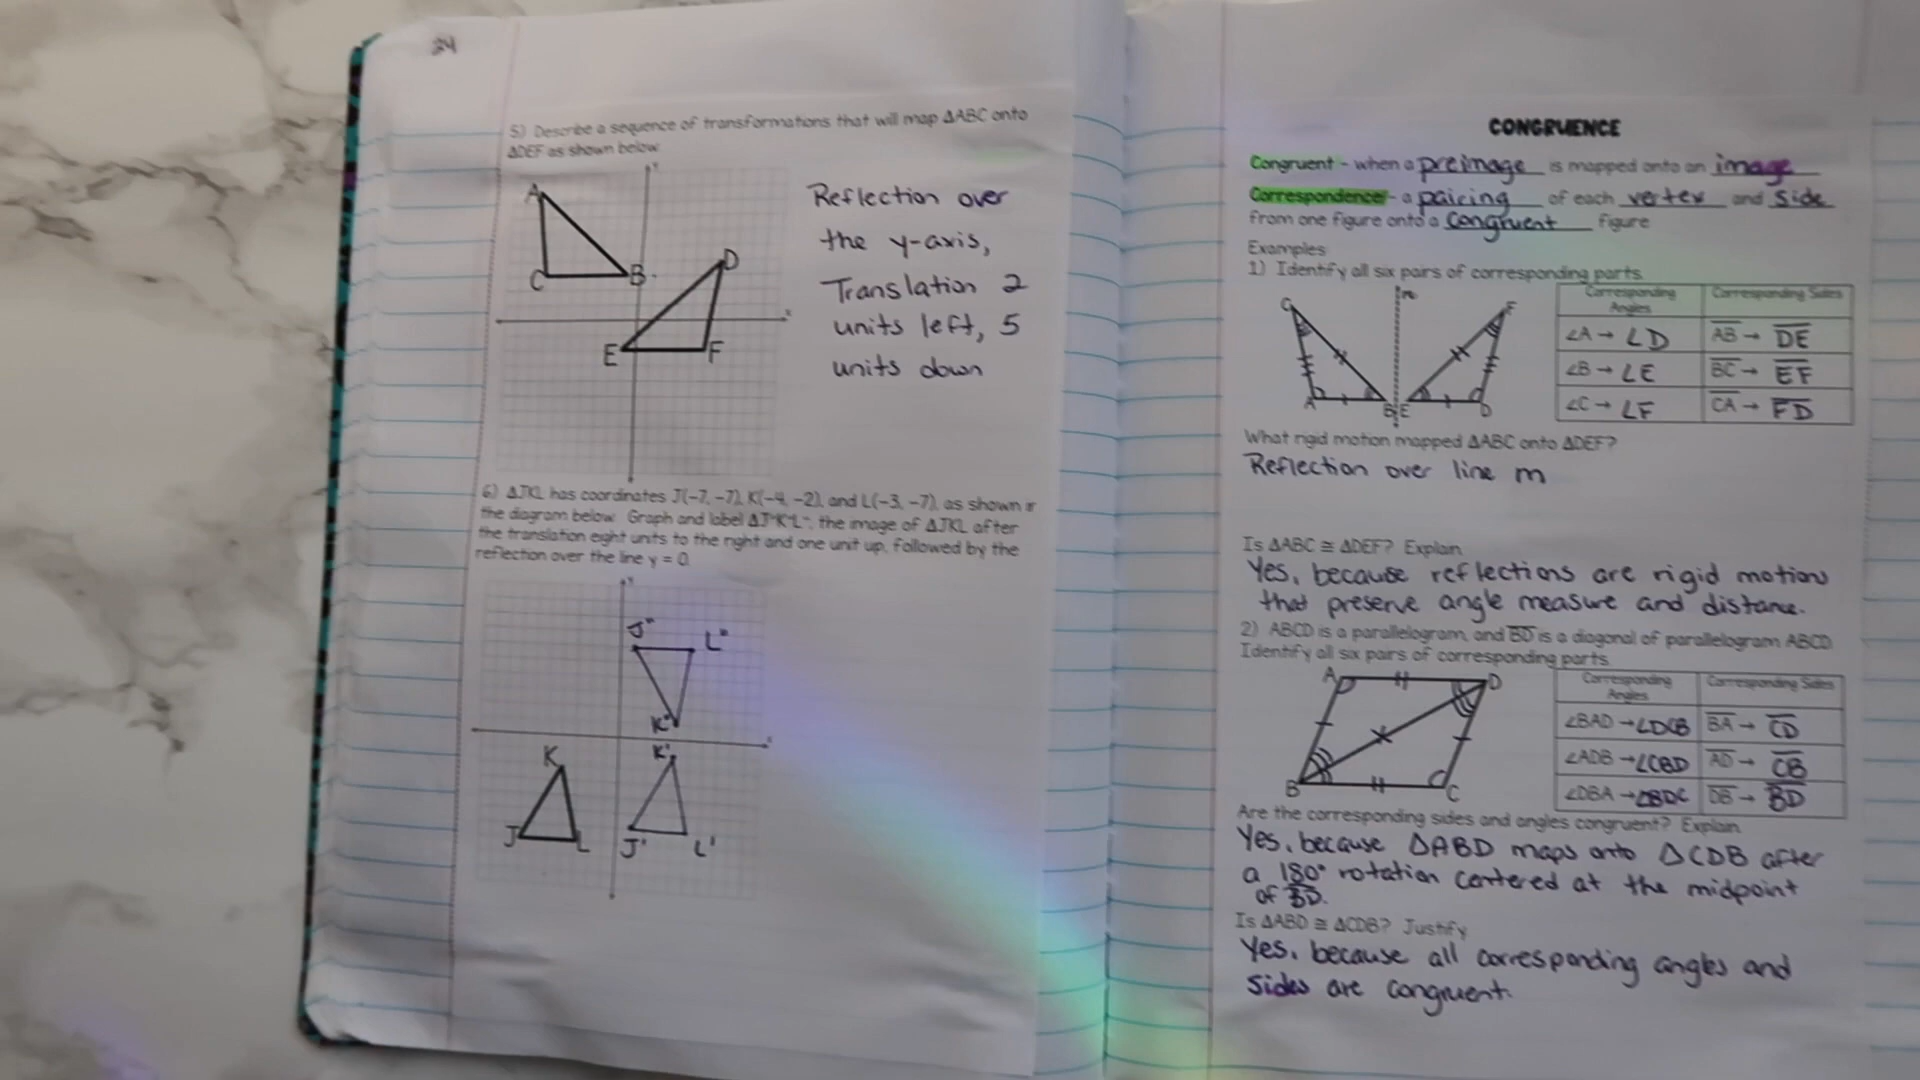 24
5) Describe a sequence of transformations that will map ΔABC onto
ΔDEF as shown below.
Y
A
C
B
D
E
F
x
Reflection over
the y-axis,
Translation 2
units left, 5
units down
6) ΔJKL has coordinates J(-7, -7), K(-4, -2), and L(-3, -7), as shown
the diagram below. Graph and label ΔJ"K"L", the image of ΔJKL after
the translation eight units to the right and one unit up, followed by the
reflection over the line y = 0.
Y
J"
L"
K"
x
K
K'
J
L
J'
L'
CONGRUENCE
Congruent - when a preimage is mapped onto an image
Correspondence - a pairing of each vertex and side
from one figure onto a congruent figure
Examples
1) Identify all six pairs of corresponding parts.
C
m
F
A
B
E
D
Corresponding Angles
Corresponding Sides
∠A → ∠D
AB → DE
∠B → ∠E
BC → EF
∠C → ∠F
CA → FD
What rigid motion mapped ΔABC onto ΔDEF?
Reflection over line m
Is ΔABC ≅ ΔDEF? Explain.
Yes, because reflections are rigid motions
that preserve angle measure and distance.
2) ABCD is a parallelogram, and BD is a diagonal of parallelogram ABCD.
Identify all six pairs of corresponding parts.
A
D
B
C
Corresponding Angles
Corresponding Sides
∠BAD → ∠DCB
BA → CD
∠ADB → ∠CBD
AD → CB
∠DBA → ∠BDC
DB → BD
Are the corresponding sides and angles congruent? Explain.
Yes, because ΔABD maps onto ΔCDB after
a 180° rotation centered at the midpoint
of BD.
Is ΔABD ≅ ΔCDB? Justify
Yes, because all corresponding angles and
sides are congruent.